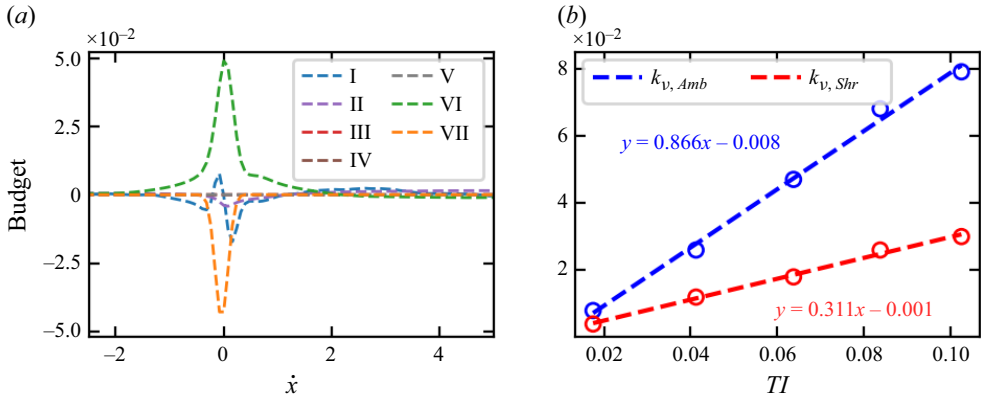 (a)
×10⁻²
5.0
2.5
0
−2.5
−5.0
Budget
I V
II VI
III VII
IV
−2 0 2 4
ẋ
(b)
×10⁻²
8
6
4
2
k_ν, Amb k_ν, Shr
y = 0.866x – 0.008
y = 0.311x – 0.001
0.02 0.04 0.06 0.08 0.10
TI